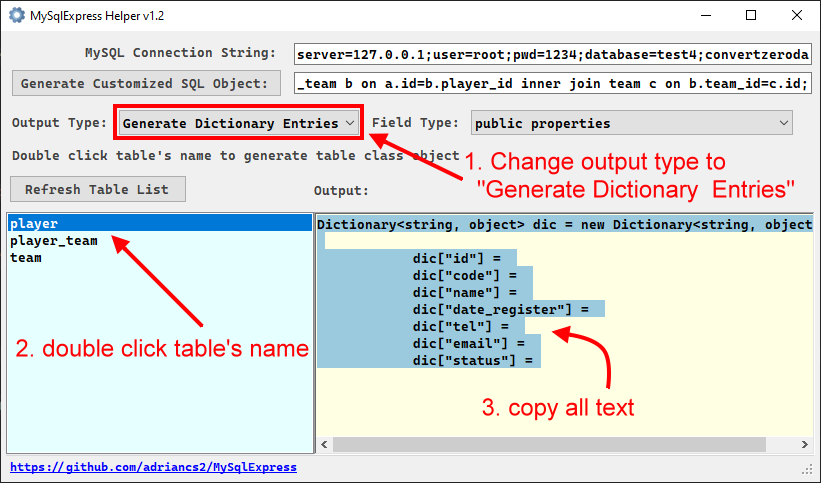 MySqlExpress Helper v1.2
MySQL Connection String: server=127.0.0.1;user=root;pwd=1234;database=test4;convertzeroda
Generate Customized SQL Object: _team b on a.id=b.player_id inner join team c on b.team_id=c.id;
Output Type: Generate Dictionary Entries Field Type: public properties
Double click table's name to generate table class object
1. Change output type to
"Generate Dictionary Entries"
Refresh Table List Output:
player
player_team
team
2. double click table's name
Dictionary<string, object> dic = new Dictionary<string, object
dic["id"] =
dic["code"] =
dic["name"] =
dic["date_register"] =
dic["tel"] =
dic["email"] =
dic["status"] =
3. copy all text
https://github.com/adriancs2/MySqlExpress